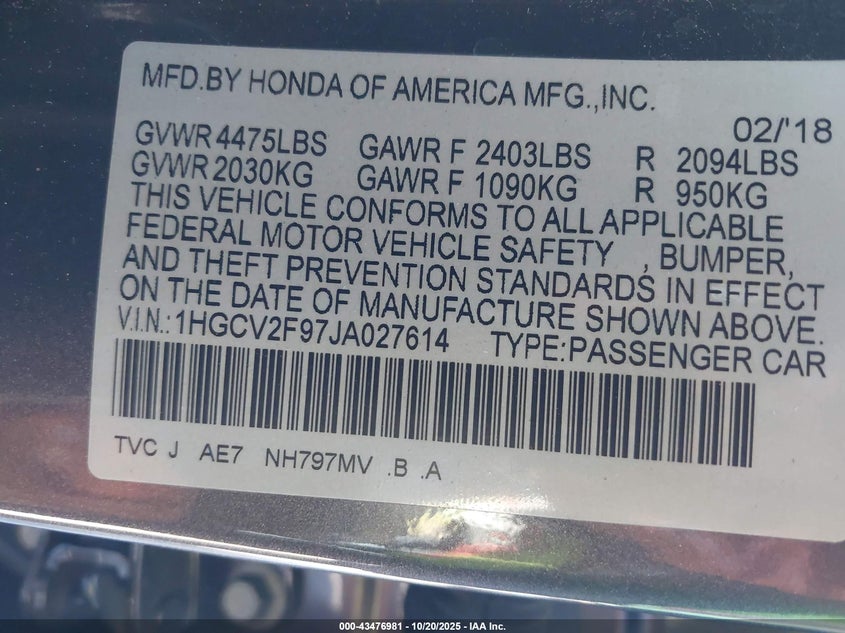 MFD.BY HONDA OF AMERICA MFG.,INC.
02/'18
GVWR 4475LBS GAWR F 2403LBS R 2094LBS
GVWR 2030KG GAWR F 1090KG R 950KG
THIS VEHICLE CONFORMS TO ALL APPLICABLE
FEDERAL MOTOR VEHICLE SAFETY , BUMPER,
AND THEFT PREVENTION STANDARDS IN EFFECT
ON THE DATE OF MANUFACTURE SHOWN ABOVE.
V.I.N.:1HGCV2F97JA027614 TYPE:PASSENGER CAR
TVC J AE7 NH797MV .B .A
000-43476981 - 10/20/2025 - IAA Inc.